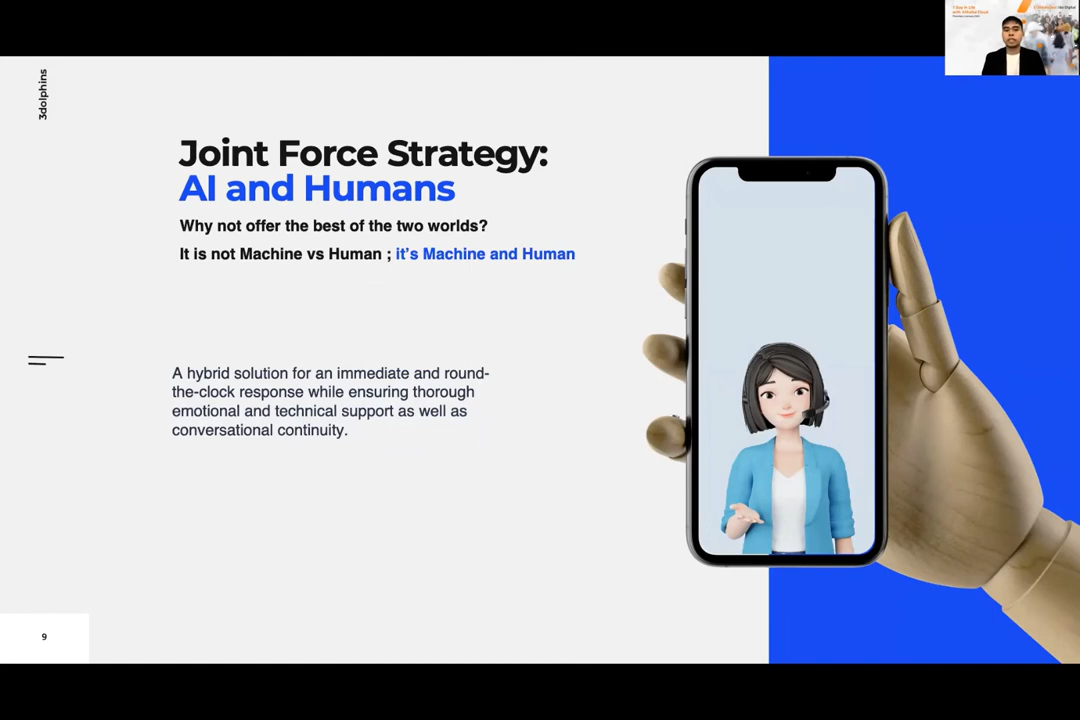 3dolphins
Joint Force Strategy:
AI and Humans
Why not offer the best of the two worlds?
It is not Machine vs Human ; it's Machine and Human
A hybrid solution for an immediate and round-
the-clock response while ensuring thorough
emotional and technical support as well as
conversational continuity.
9